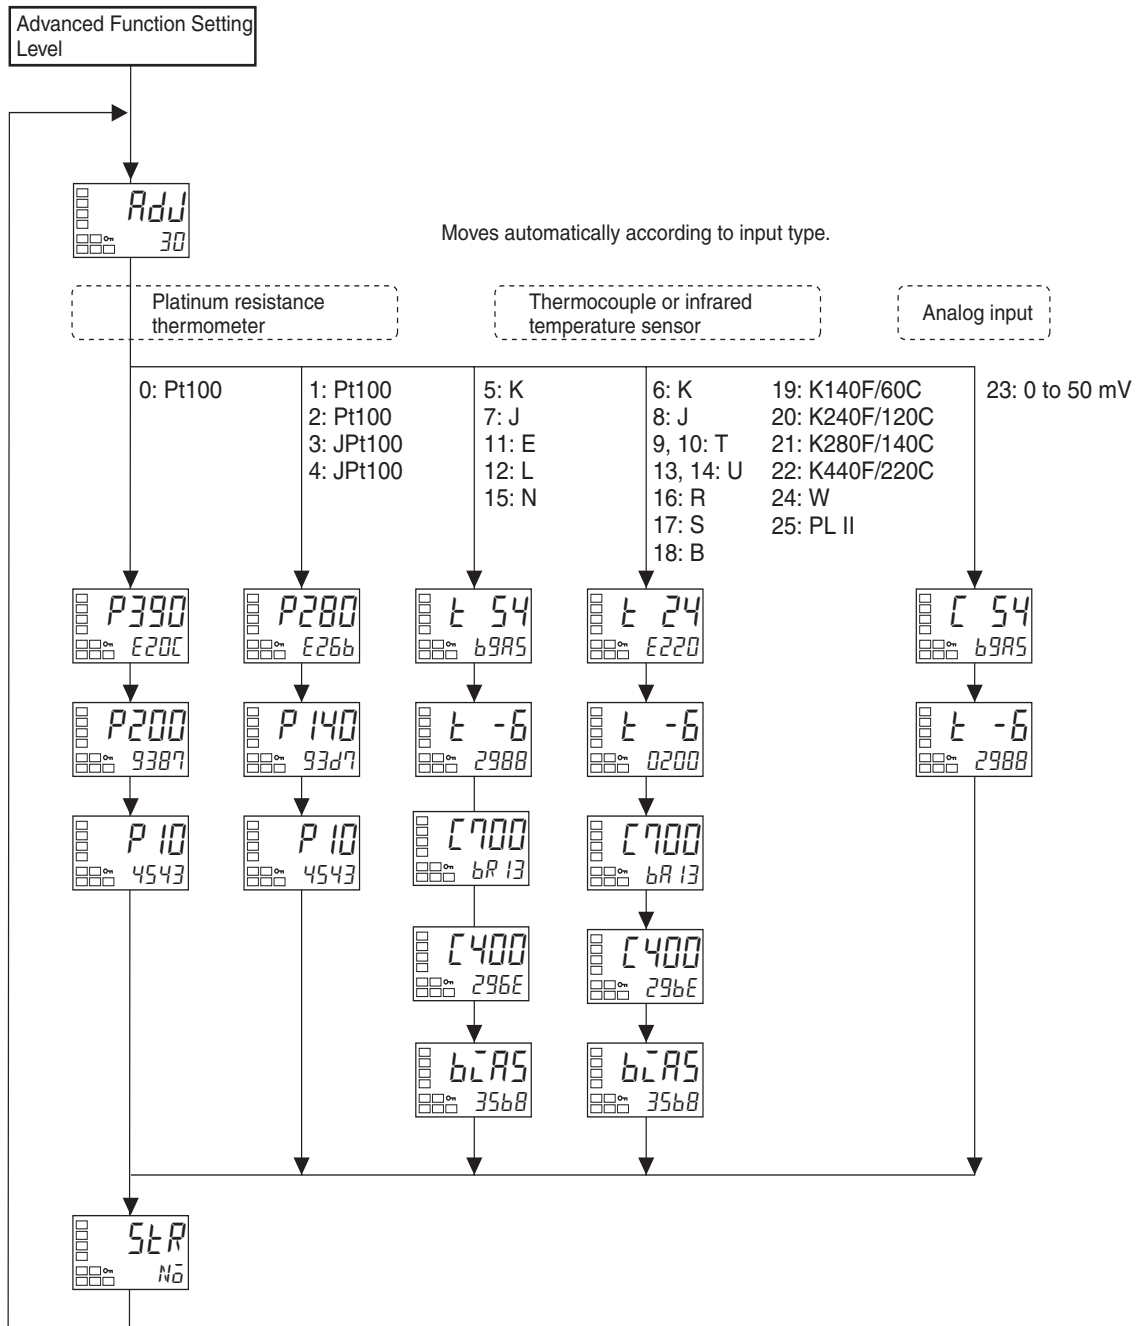 Advanced Function Setting
Level
AdJ
30
Moves automatically according to input type.
Platinum resistance
thermometer
Thermocouple or infrared
temperature sensor
Analog input
0: Pt100
1: Pt100
2: Pt100
3: JPt100
4: JPt100
5: K
7: J
11: E
12: L
15: N
6: K
8: J
9, 10: T
13, 14: U
16: R
17: S
18: B
19: K140F/60C
20: K240F/120C
21: K280F/140C
22: K440F/220C
24: W
25: PL II
23: 0 to 50 mV
P390
E20C
P280
E26b
t 54
b9A5
t 24
E220
C 54
b9A5
P200
9387
P140
93d7
t -6
2988
t -6
0200
t -6
2988
P10
4543
P10
4543
C700
bR13
C700
bA13
C400
296E
C400
29bE
biAS
35b8
biAS
35b8
StR
No